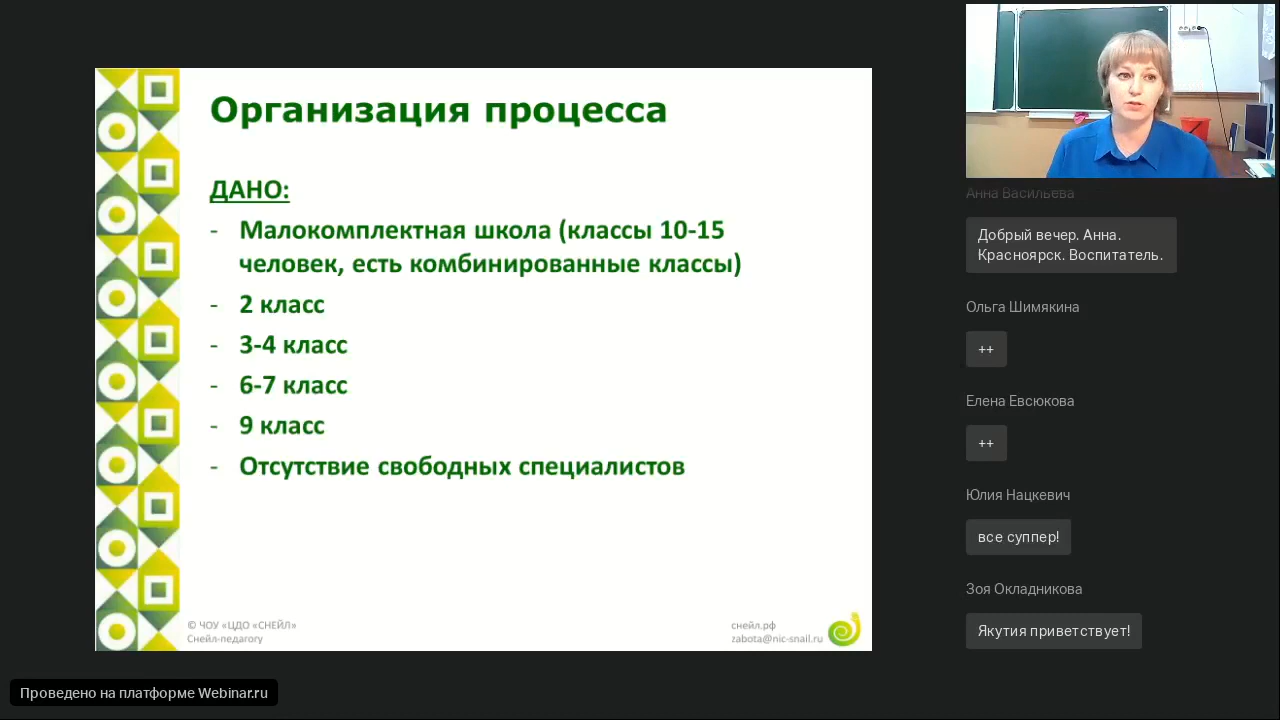 Организация процесса
ДАНО:
- Малокомплектная школа (классы 10-15
человек, есть комбинированные классы)
- 2 класс
- 3-4 класс
- 6-7 класс
- 9 класс
- Отсутствие свободных специалистов
© ЧОУ «ЦДО «СНЕЙЛ»
Снейл-педагогу
снейл.рф
zabota@nic-snail.ru
Анна Васильева
Добрый вечер. Анна.
Красноярск. Воспитатель.
Ольга Шимякина
++
Елена Евсюкова
++
Юлия Нацкевич
все суппер!
Зоя Окладникова
Якутия приветствует!
Проведено на платформе Webinar.ru